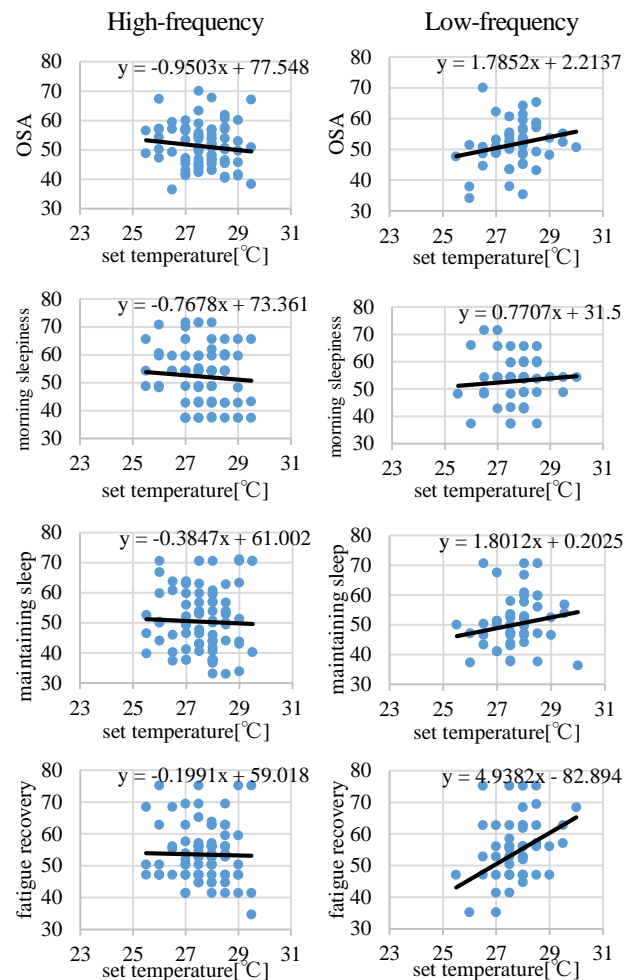 High-frequency
Low-frequency
y = -0.9503x + 77.548
80
70
60
50
40
30
OSA
23 25 27 29 31
set temperature[℃]
y = 1.7852x + 2.2137
80
70
60
50
40
30
OSA
23 25 27 29 31
set temperature[℃]
y = -0.7678x + 73.361
80
70
60
50
40
30
morning sleepiness
23 25 27 29 31
set temperature[℃]
y = 0.7707x + 31.5
80
70
60
50
40
30
morning sleepiness
23 25 27 29 31
set temperature[℃]
y = -0.3847x + 61.002
80
70
60
50
40
30
maintaining sleep
23 25 27 29 31
set temperature[℃]
y = 1.8012x + 0.2025
80
70
60
50
40
30
maintaining sleep
23 25 27 29 31
set temperature[℃]
y = -0.1991x + 59.018
80
70
60
50
40
30
fatigue recovery
21 23 25 27 29 31
set temperature[℃]
y = 4.9382x - 82.894
80
70
60
50
40
30
fatigue recovery
23 25 27 29 31
set temperature[℃]